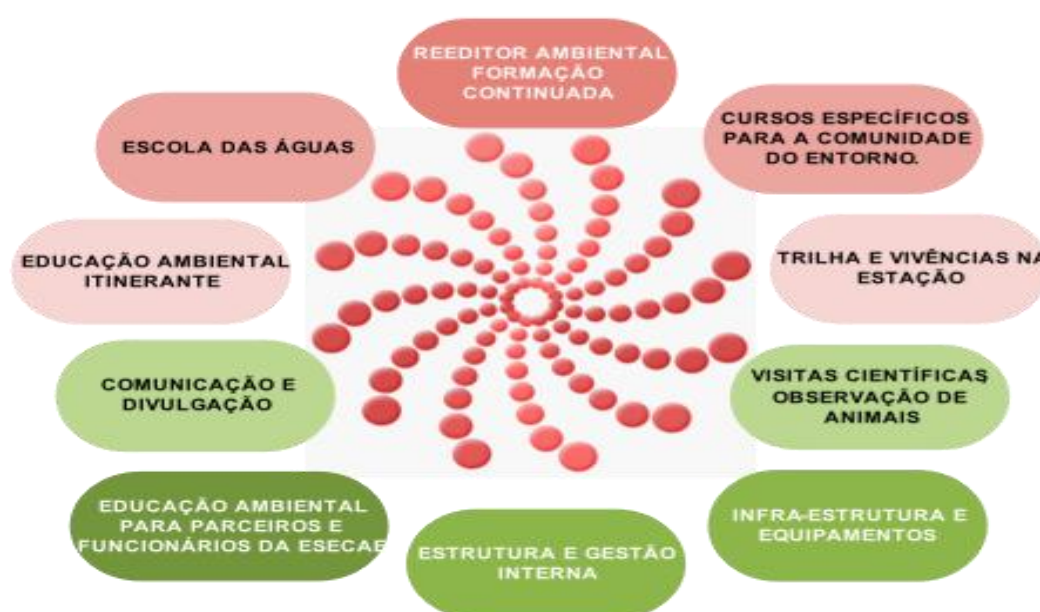 REEDITOR AMBIENTAL
FORMAÇÃO
CONTINUADA
ESCOLA DAS ÁGUAS
CURSOS ESPECÍFICOS
PARA A COMUNIDADE
DO ENTORNO.
EDUCAÇÃO AMBIENTAL
ITINERANTE
TRILHA E VIVÊNCIAS NA
ESTAÇÃO
COMUNICAÇÃO E
DIVULGAÇÃO
VISITAS CIENTÍFICAS,
OBSERVAÇÃO DE
ANIMAIS
EDUCAÇÃO AMBIENTAL
PARA PARCEIROS E
FUNCIONÁRIOS DA ESECAE
ESTRUTURA E GESTÃO
INTERNA
INFRA-ESTRUTURA E
EQUIPAMENTOS